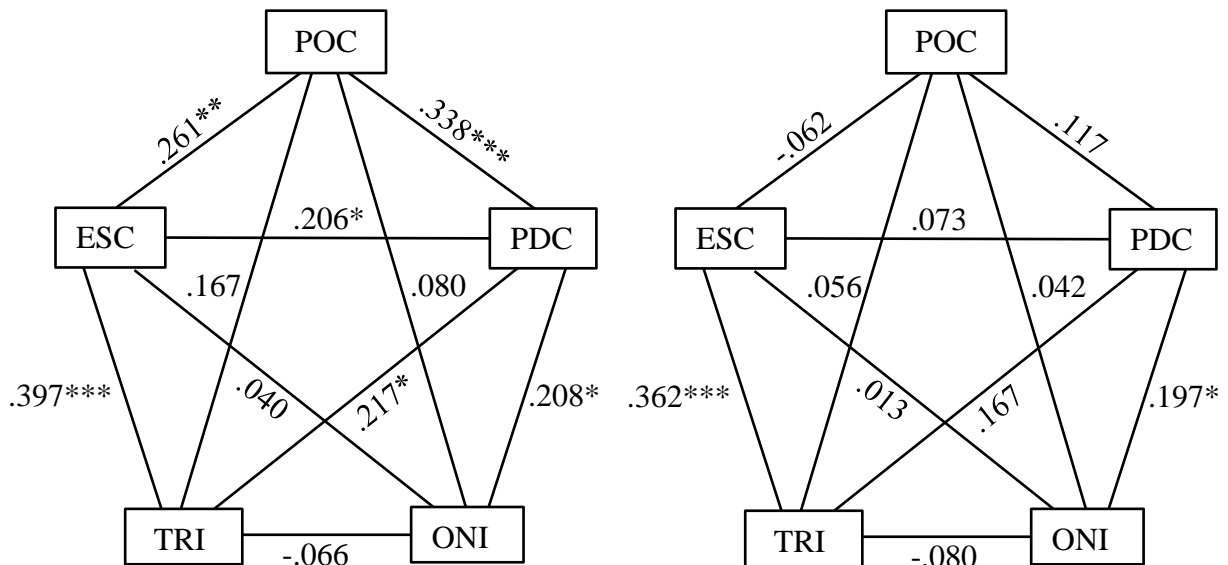 POC
.261**
.338***
ESC
.206*
PDC
.167
.080
.397***
.040
.217*
.208*
TRI
-.066
ONI
POC
-.062
.117
ESC
.073
PDC
.056
.042
.362***
.013
.167
.197*
TRI
-.080
ONI